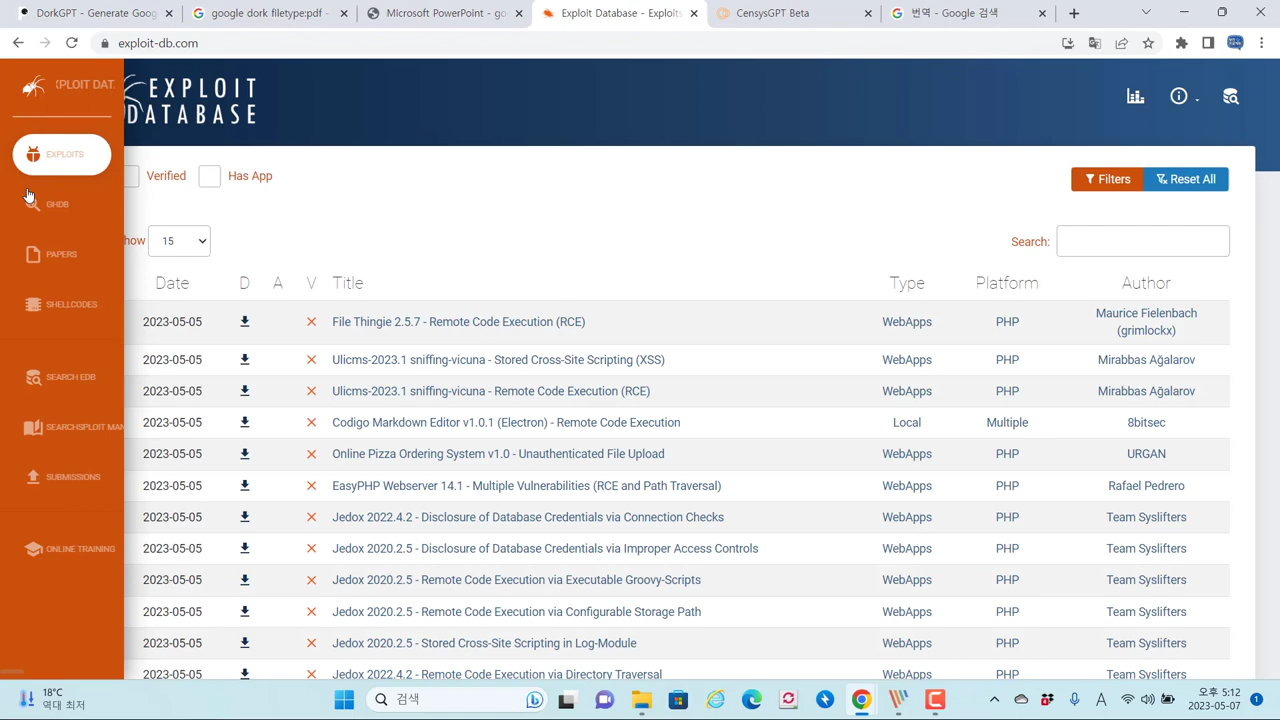 DorkGPT - Generate Goog
google dork filetype:pdf -
Microsoft PowerPoint - goo
Exploit Database - Exploits
CensysGPT Beta
번역 - Google 검색
exploit-db.com
EXPLOIT
DATABASE
EXPLOITS
GHDB
PAPERS
SHELLCODES
SEARCH EDB
SEARCHSPLOIT MAN
SUBMISSIONS
ONLINE TRAINING
Verified
Has App
Filters
Reset All
15
Search:
Date D A V Title Type Platform Author
2023-05-05 File Thingie 2.5.7 - Remote Code Execution (RCE) WebApps PHP Maurice Fielenbach
(grimlockx)
2023-05-05 Ulicms-2023.1 sniffing-vicuna - Stored Cross-Site Scripting (XSS) WebApps PHP Mirabbas Ağalarov
2023-05-05 Ulicms-2023.1 sniffing-vicuna - Remote Code Execution (RCE) WebApps PHP Mirabbas Ağalarov
2023-05-05 Codigo Markdown Editor v1.0.1 (Electron) - Remote Code Execution Local Multiple 8bitsec
2023-05-05 Online Pizza Ordering System v1.0 - Unauthenticated File Upload WebApps PHP URGAN
2023-05-05 EasyPHP Webserver 14.1 - Multiple Vulnerabilities (RCE and Path Traversal) WebApps PHP Rafael Pedrero
2023-05-05 Jedox 2022.4.2 - Disclosure of Database Credentials via Connection Checks WebApps PHP Team Syslifters
2023-05-05 Jedox 2020.2.5 - Disclosure of Database Credentials via Improper Access Controls WebApps PHP Team Syslifters
2023-05-05 Jedox 2020.2.5 - Remote Code Execution via Executable Groovy-Scripts WebApps PHP Team Syslifters
2023-05-05 Jedox 2020.2.5 - Remote Code Execution via Configurable Storage Path WebApps PHP Team Syslifters
2023-05-05 Jedox 2020.2.5 - Stored Cross-Site Scripting in Log-Module WebApps PHP Team Syslifters
2023-05-05 Jedox 2022.4.2 - Remote Code Execution via Directory Traversal WebApps PHP Team Syslifters
18°C
역대 최저
검색
A
오후 5:12
2023-05-07
1